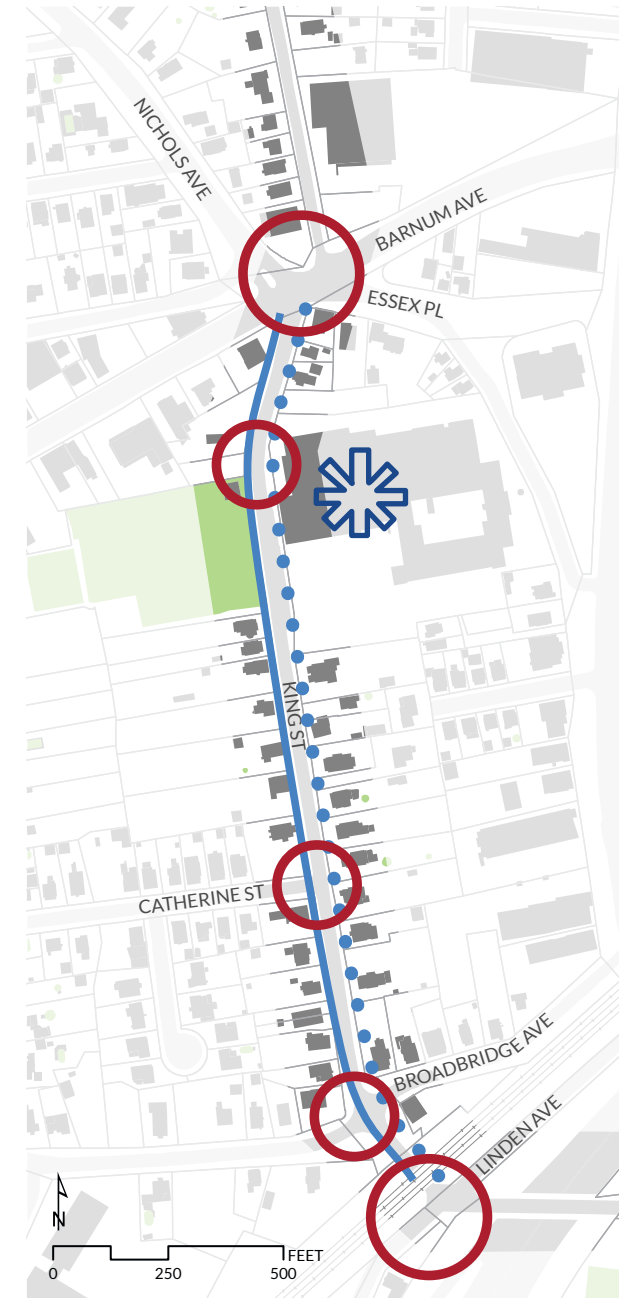 NICHOLS AVE
BARNUM AVE
ESSEX PL
KING ST
CATHERINE ST
BROADBRIDGE AVE
LINDEN AVE
N
FEET
0 250 500